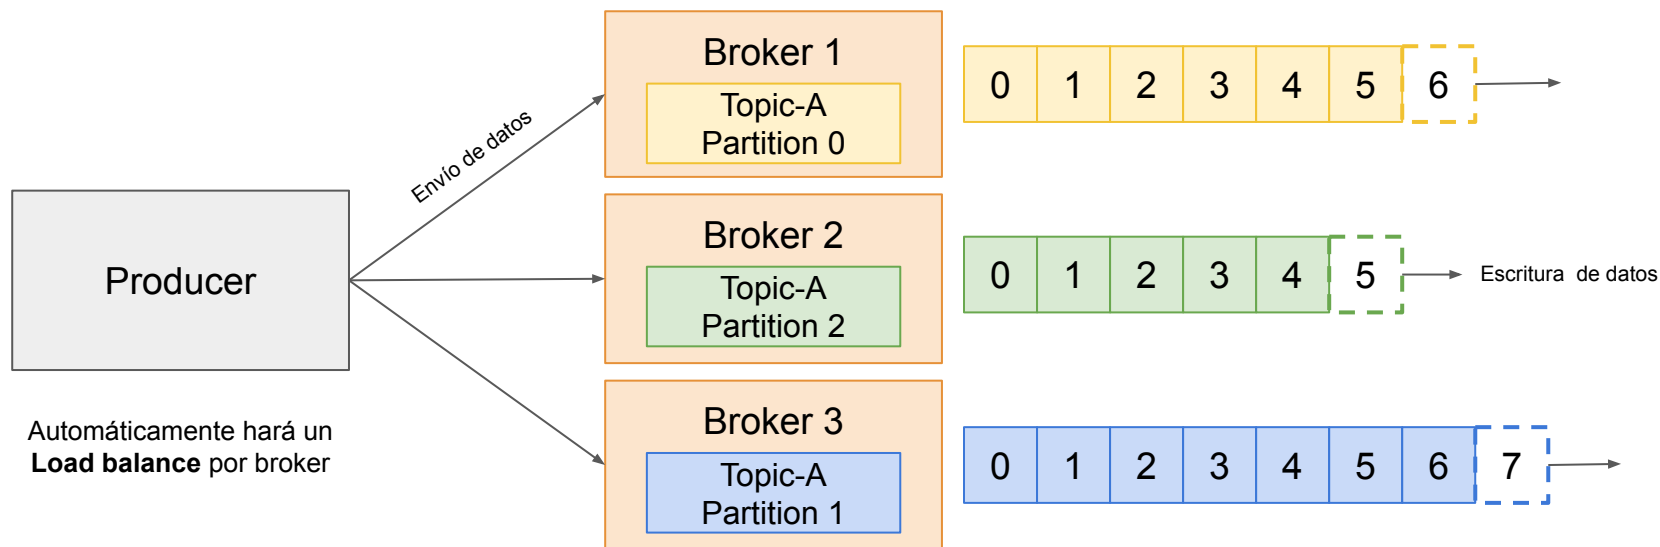 Broker 1
Topic-A
Partition 0
0 1 2 3 4 5 6
Envío de datos
Producer
Broker 2
Topic-A
Partition 2
0 1 2 3 4 5
Escritura de datos
Automáticamente hará un
Load balance por broker
Broker 3
Topic-A
Partition 1
0 1 2 3 4 5 6 7